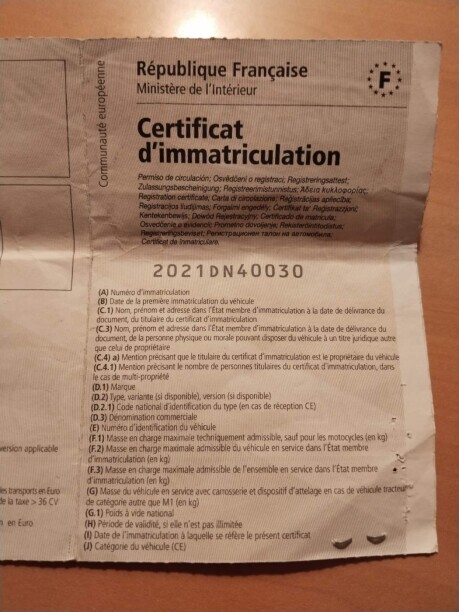 Communauté européenne
République Française
Ministère de l'Intérieur
F
Certificat
d'immatriculation
Permiso de circulación; Osvědčení o registraci; Registreringsattest;
Zulassungsbescheinigung; Registreerimistunnistus; Άδεια κυκλοφορίας;
Registration certificate; Carta di circolazione; Reģistrācijas apliecība;
Registracijos liudijimas; Forgalmi engedély; Ċertifikat ta' Reġistrazzjoni;
Kentekenbewijs; Dowód Rejestracyjny; Certificado de matrícula;
Osvedčenie o evidencii; Prometno dovoljenje; Rekisteröintitodistus;
Registreringsbeviset; Регистрационен талон на автомобила;
Certificat de înmatriculare.
2021DN40030
(A) Numéro d'immatriculation
(B) Date de la première immatriculation du véhicule
(C.1) Nom, prénom et adresse dans l'État membre d'immatriculation à la date de délivrance du
document, du titulaire du certificat d'immatriculation
(C.3) Nom, prénom et adresse dans l'État membre d'immatriculation à la date de délivrance du
document, de la personne physique ou morale pouvant disposer du véhicule à un titre juridique autre
que celui de propriétaire
(C.4) a) Mention précisant que le titulaire du certificat d'immatriculation est le propriétaire du véhicule
(C.4.1) Mention précisant le nombre de personnes titulaires du certificat d'immatriculation, dans
le cas de multi-propriété
(D.1) Marque
(D.2) Type, variante (si disponible), version (si disponible)
(D.2.1) Code national d'identification du type (en cas de réception CE)
(D.3) Dénomination commerciale
(E) Numéro d'identification du véhicule
(F.1) Masse en charge maximale techniquement admissible, sauf pour les motocycles (en kg)
(F.2) Masse en charge maximale admissible du véhicule en service dans l'État membre
d'immatriculation (en kg)
(F.3) Masse en charge maximale admissible de l'ensemble en service dans l'État membre
d'immatriculation (en kg)
(G) Masse du véhicule en service avec carrosserie et dispositif d'attelage en cas de véhicule tracteur
de catégorie autre que M1 (en kg)
(G.1) Poids à vide national
(H) Période de validité, si elle n'est pas illimitée
(I) Date de l'immatriculation à laquelle se réfère le présent certificat
(J) Catégorie du véhicule (CE)
version applicable
les transports en Euro
de la taxe > 36 CV
en Euro